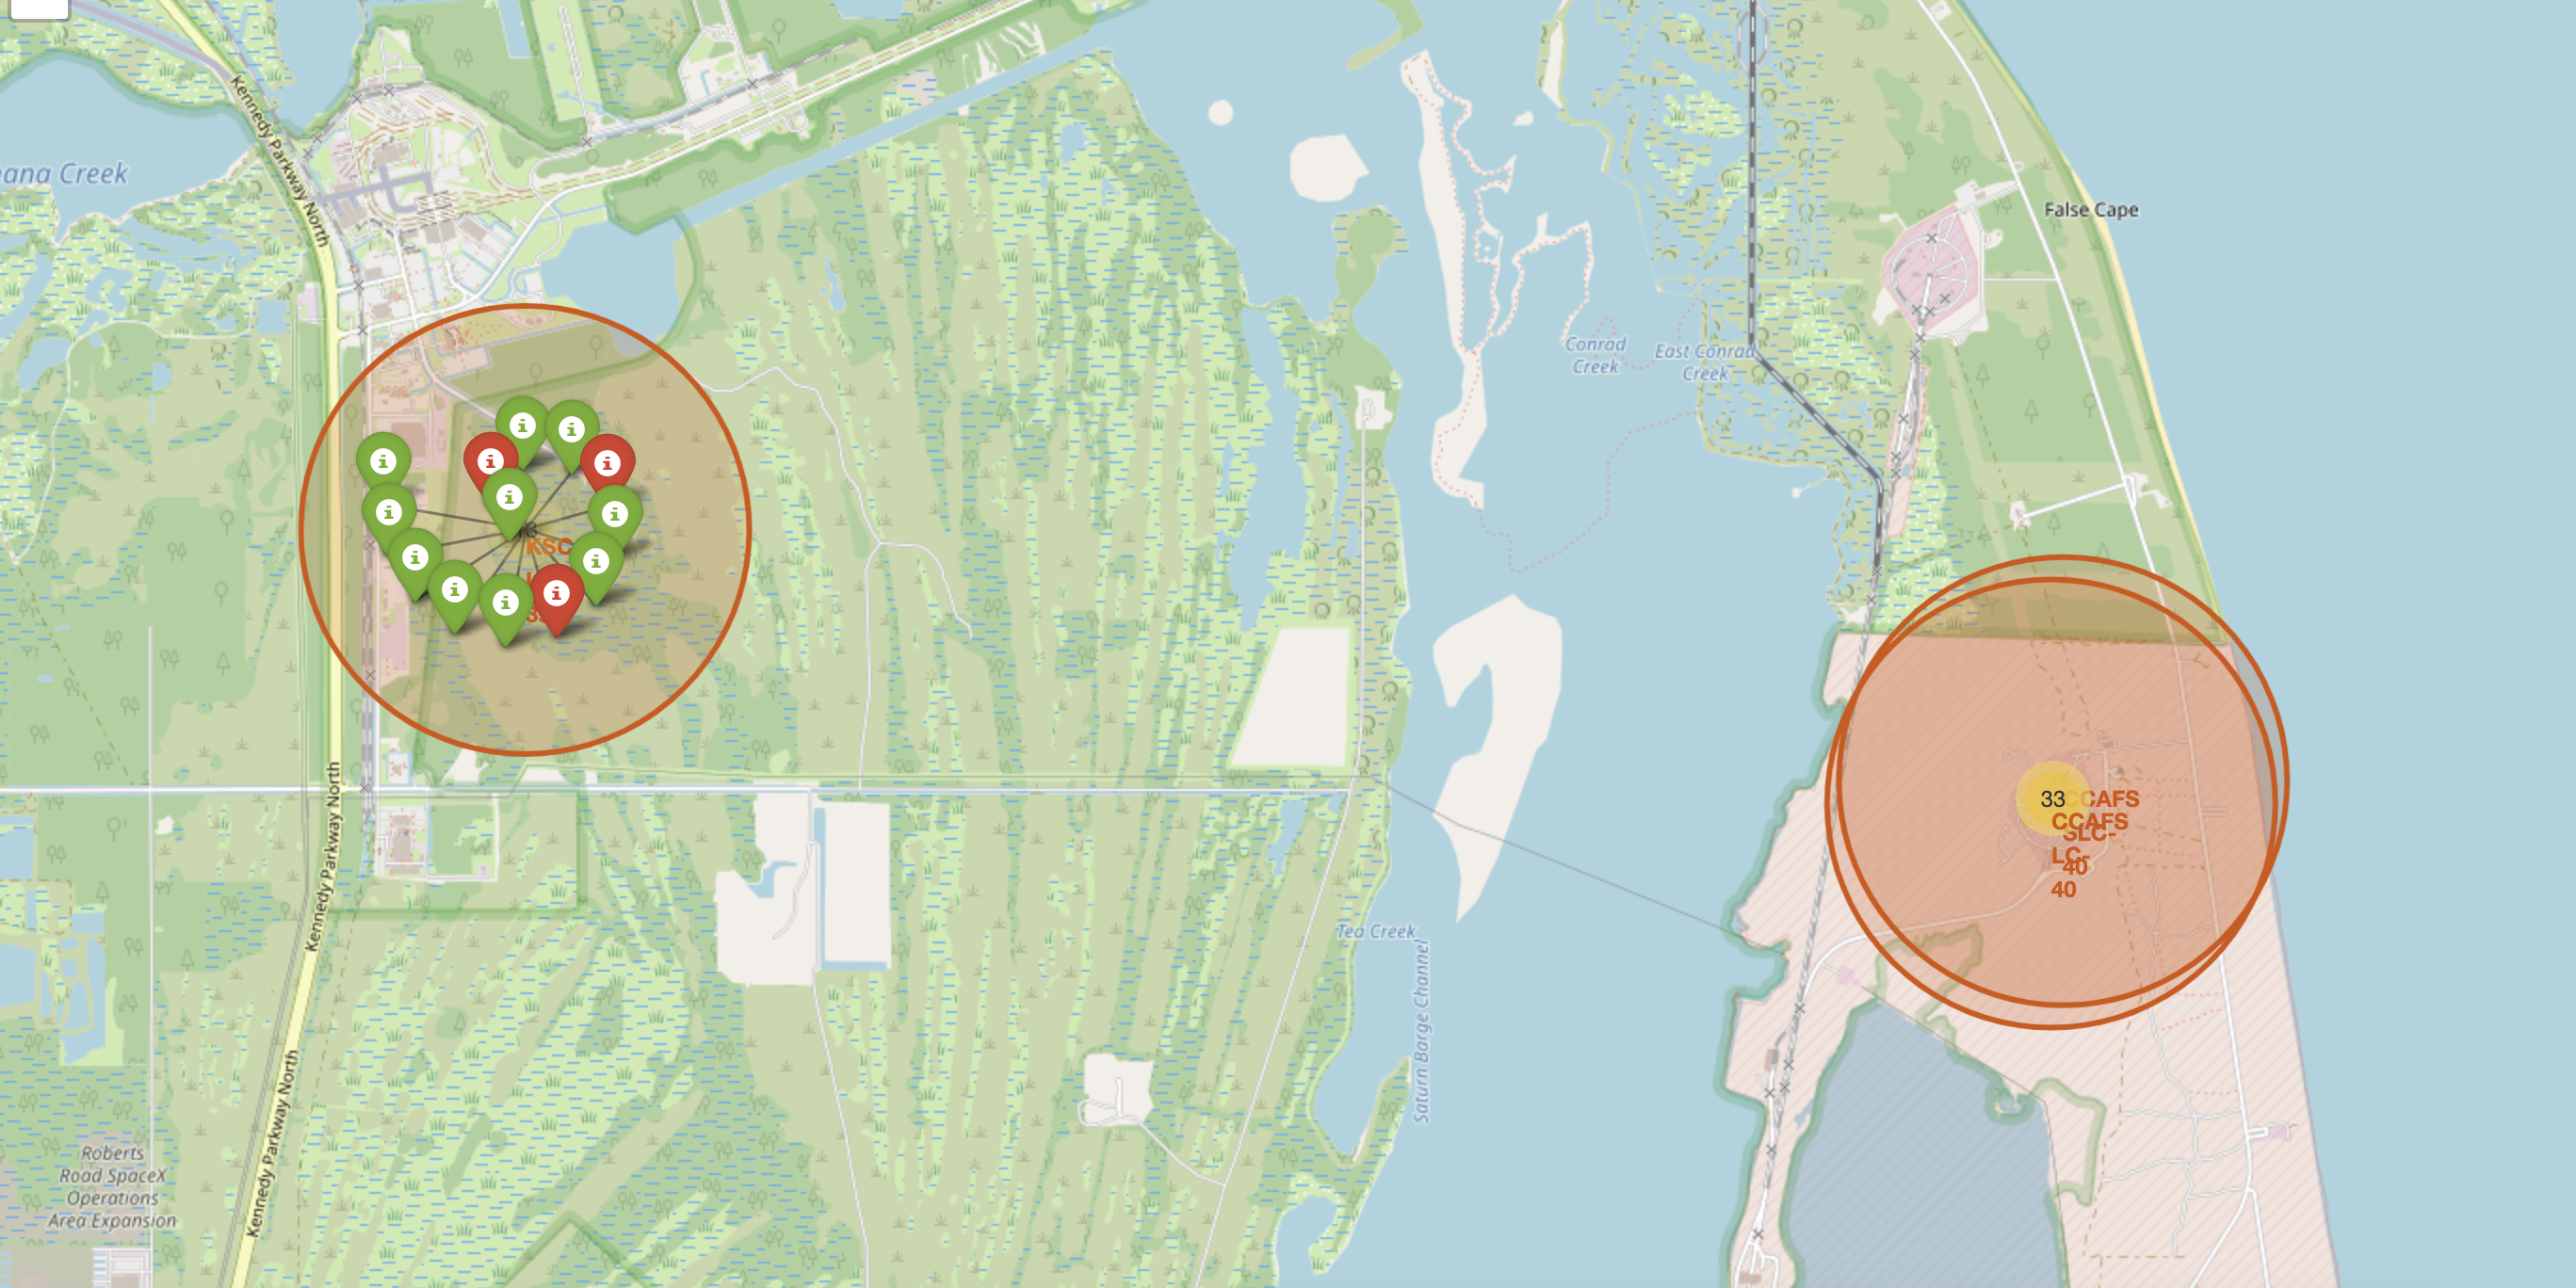 Kennedy Parkway North
ana Creek
False Cape
Conrad
Creek
East Conrad
Creek
KSC
33
CCAFS
CCAFS
SLC-
LC-
40
40
Kennedy Parkway North
Tea Creek
Saturn Barge Channel
Kennedy Parkway North
Roberts
Road SpaceX
Operations
Area Expansion